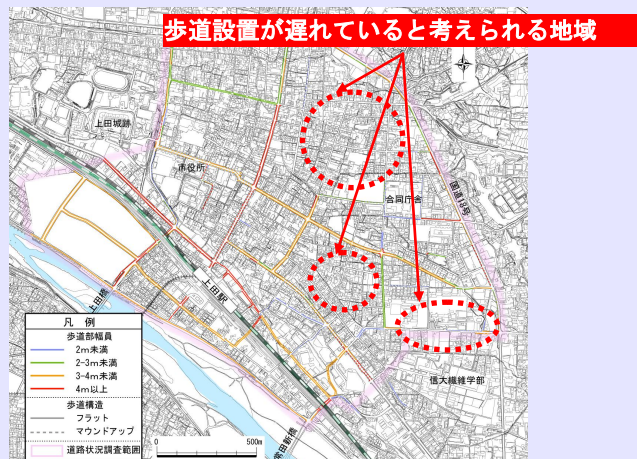 歩道設置が遅れていると考えられる地域
上田城跡
市役所
合同庁舎
国道18号
上田橋
上田駅
常田新橋
信大繊維学部
凡 例
歩道部幅員
2m未満
2-3m未満
3-4m未満
4m以上
歩道構造
フラット
マウンドアップ
道路状況調査範囲
0 500m